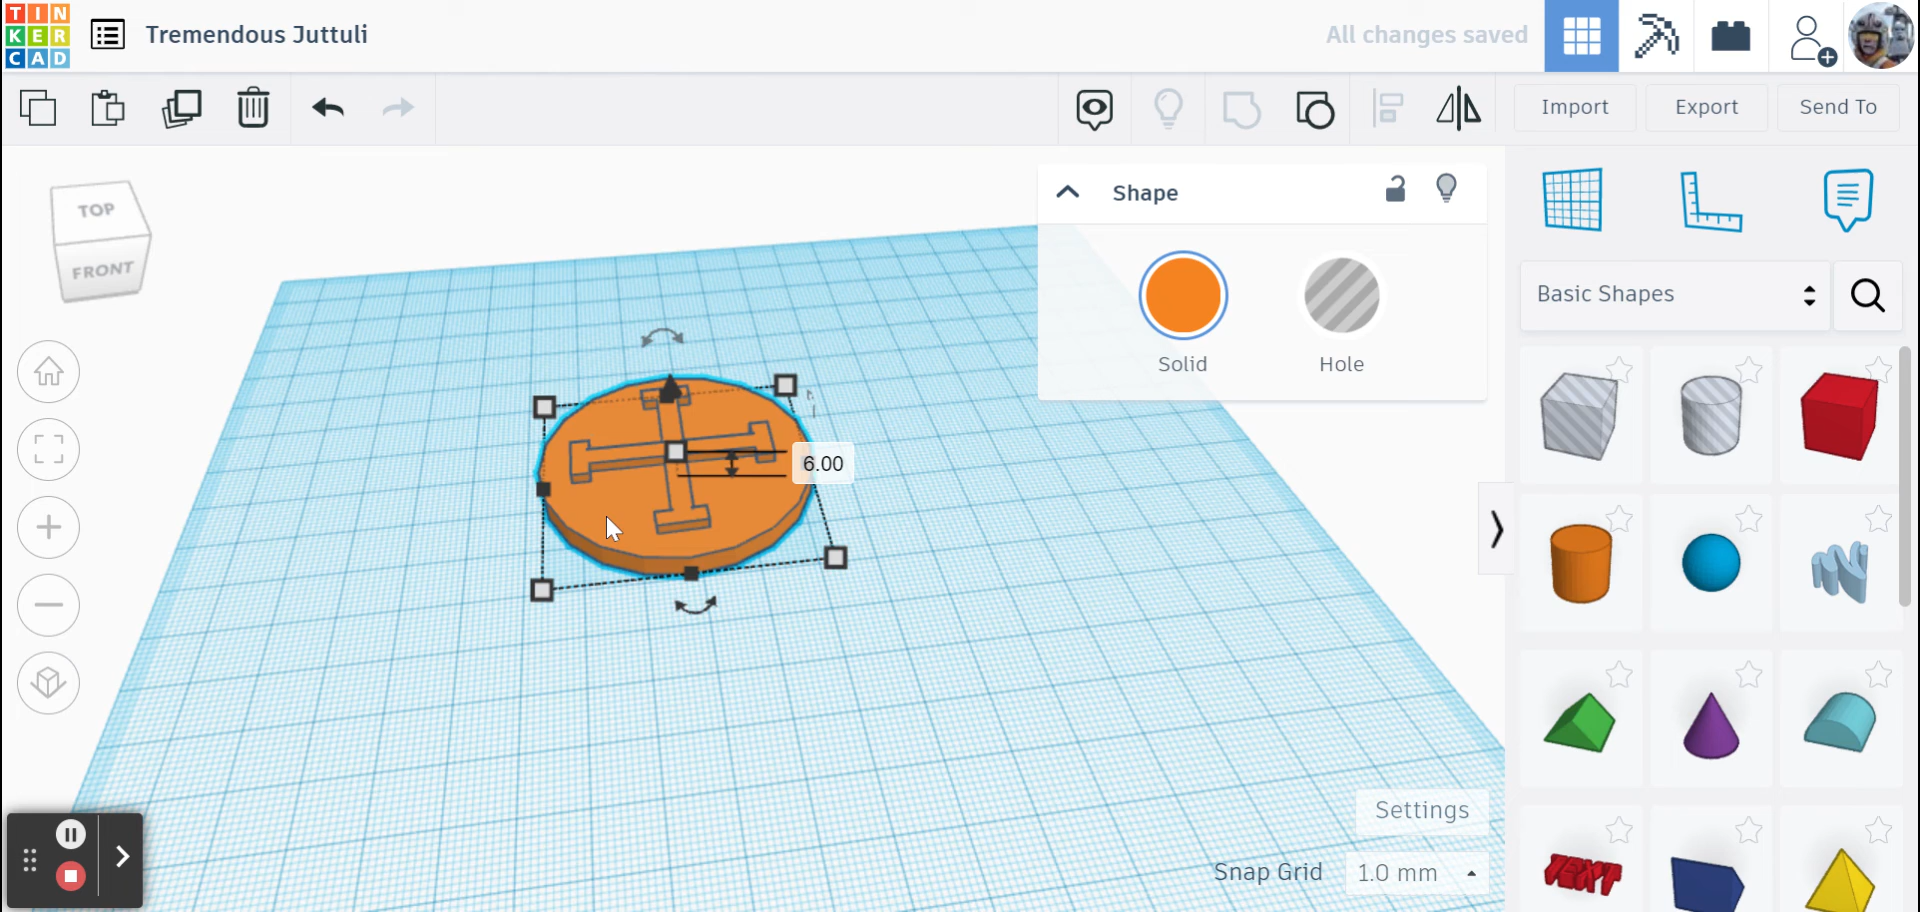 TIN
KER
CAD
Tremendous Juttuli
All changes saved
Import
Export
Send To
TOP
FRONT
Shape
Solid
Hole
Basic Shapes
6.00
TEXT
Settings
Snap Grid
1.0 mm